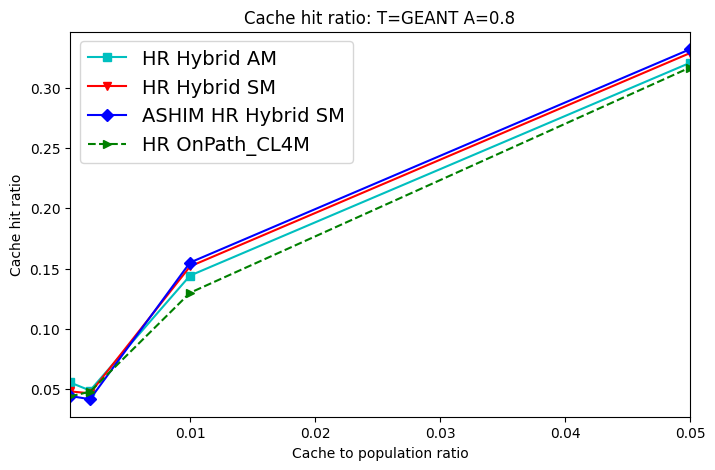 Cache hit ratio: T=GEANT A=0.8
HR Hybrid AM
HR Hybrid SM
ASHIM HR Hybrid SM
HR OnPath_CL4M
Cache hit ratio
0.30
0.25
0.20
0.15
0.10
0.05
0.01 0.02 0.03 0.04 0.05
Cache to population ratio